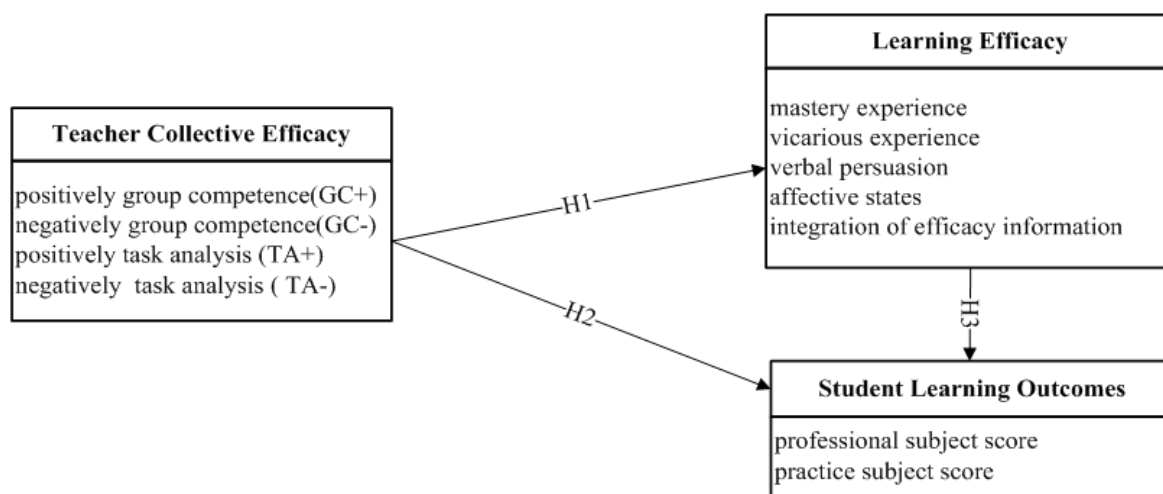 Learning Efficacy
mastery experience
vicarious experience
verbal persuasion
affective states
integration of efficacy information
Teacher Collective Efficacy
positively group competence(GC+)
negatively group competence(GC-)
positively task analysis (TA+)
negatively  task analysis ( TA-)
H1
H2
H3
Student Learning Outcomes
professional subject score
practice subject score